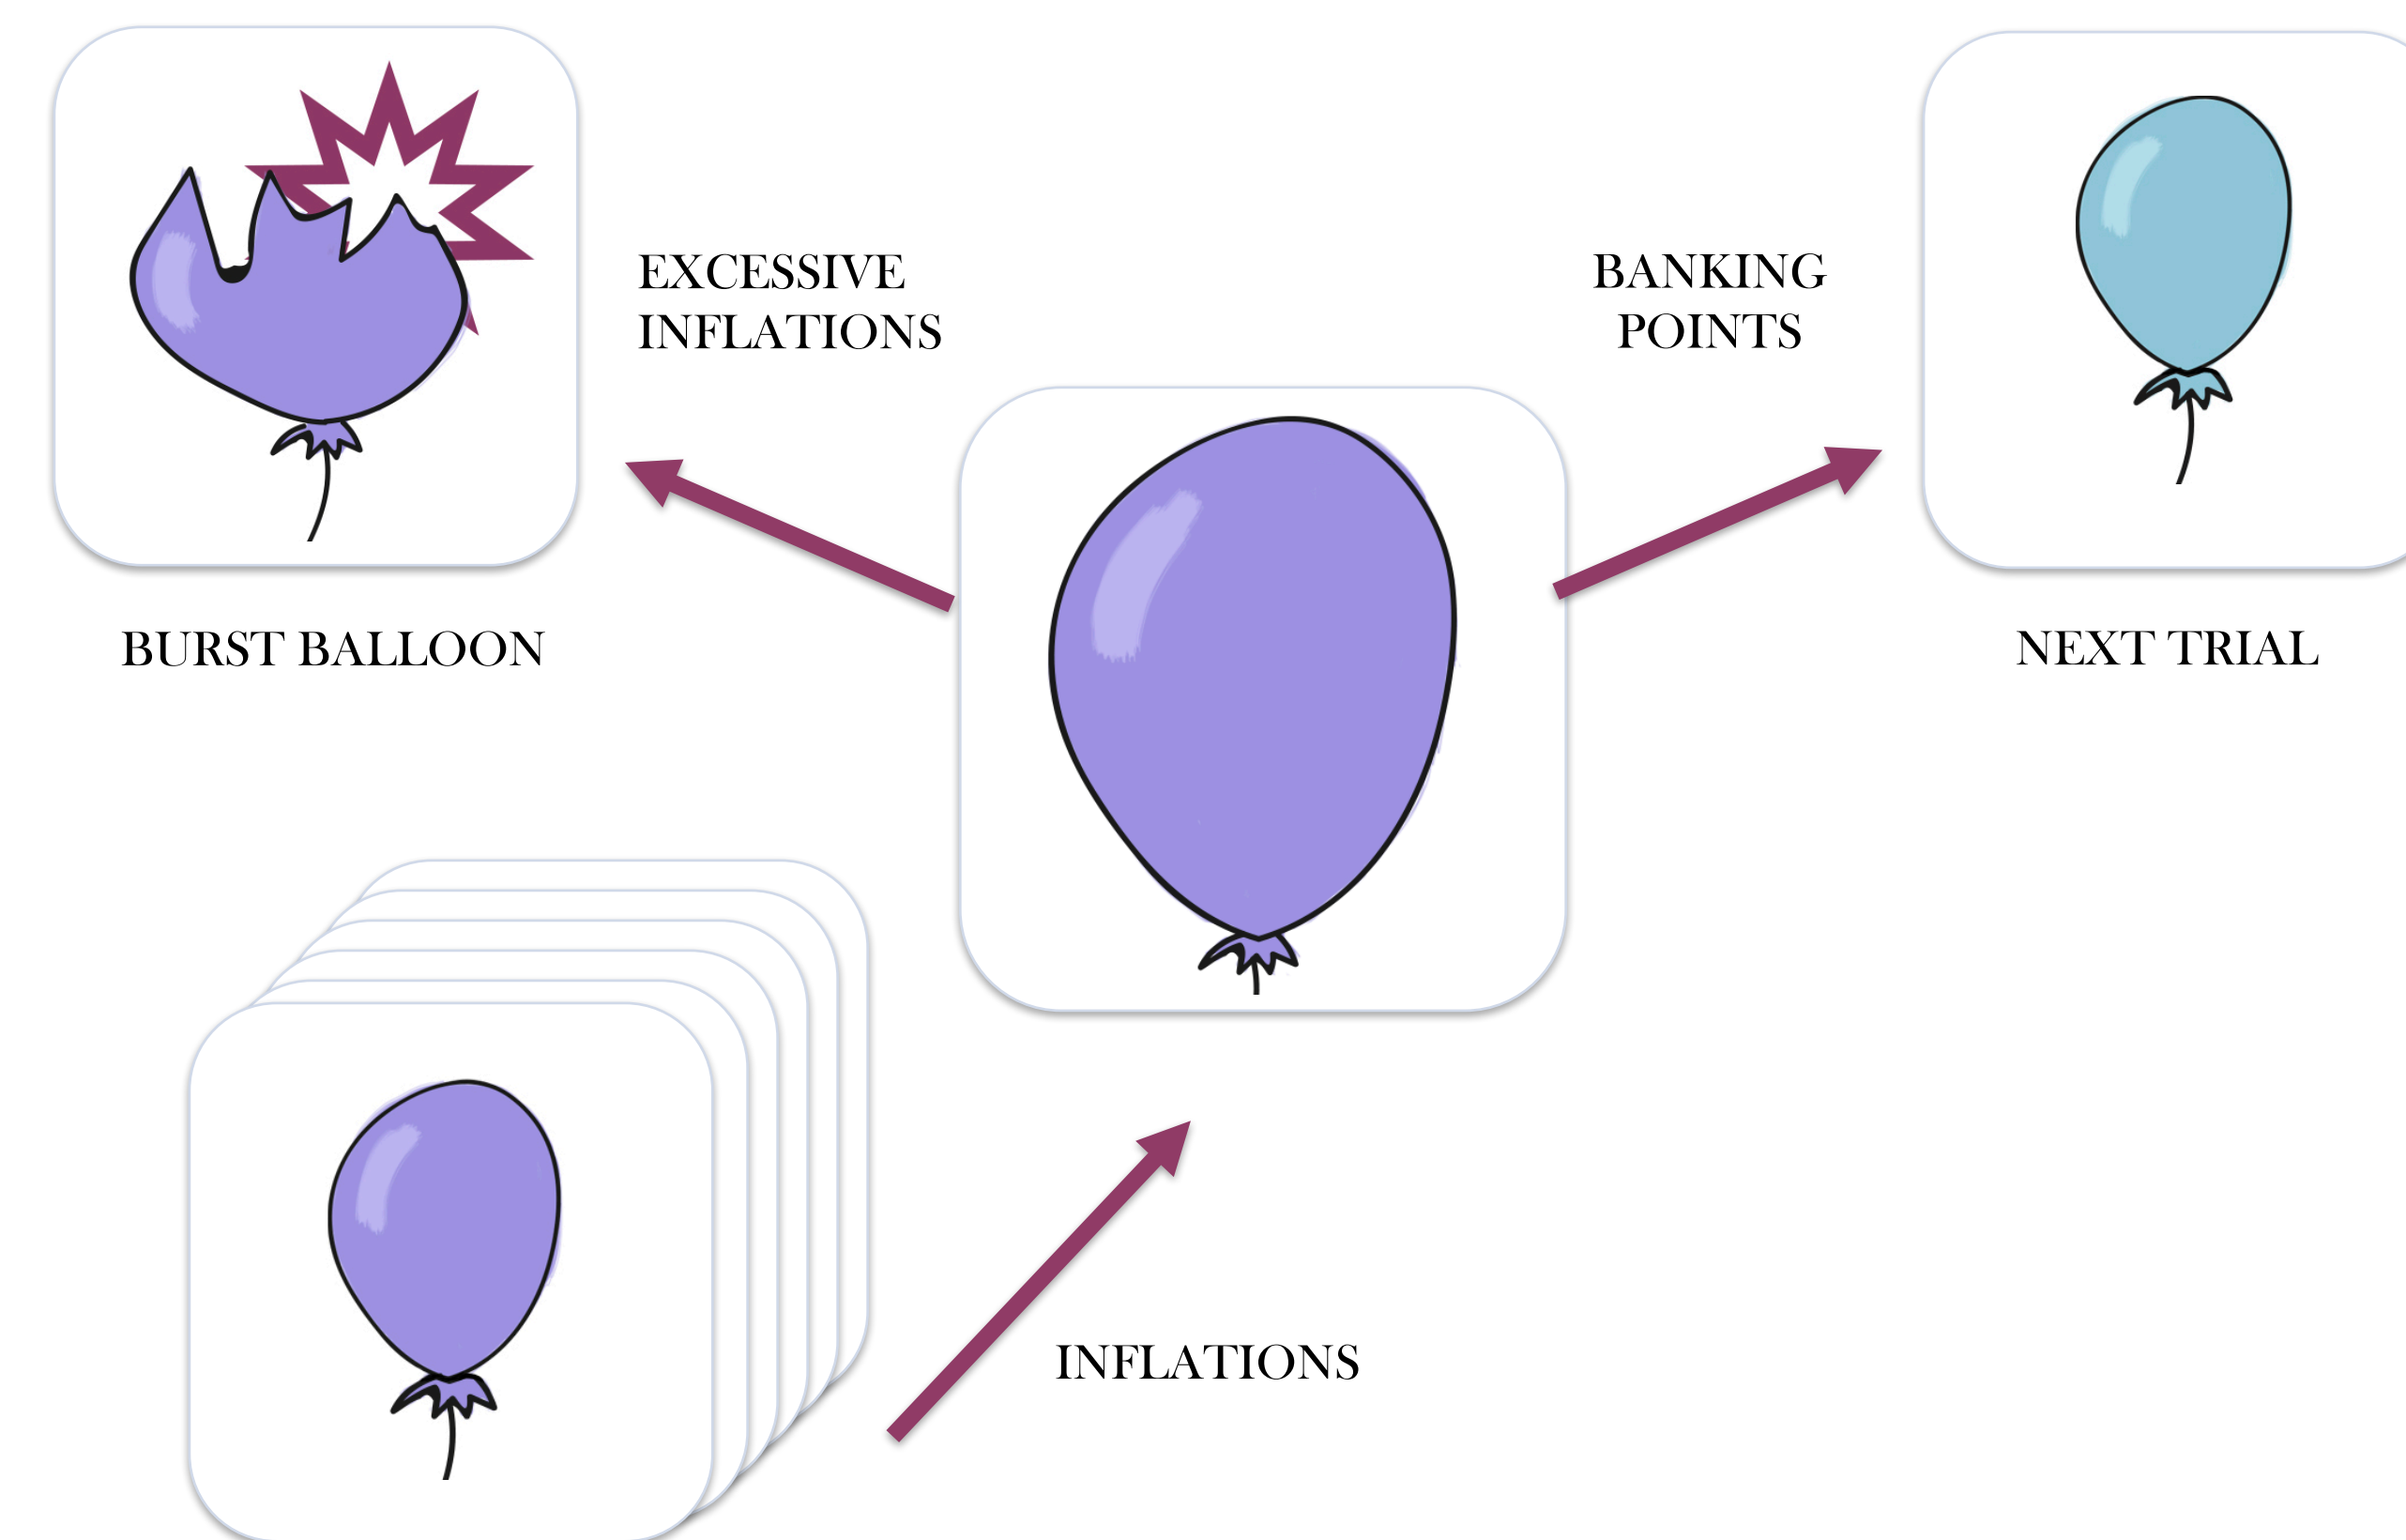 EXCESSIVE
INFLATIONS
BANKING
POINTS
BURST BALLOON
NEXT TRIAL
INFLATIONS